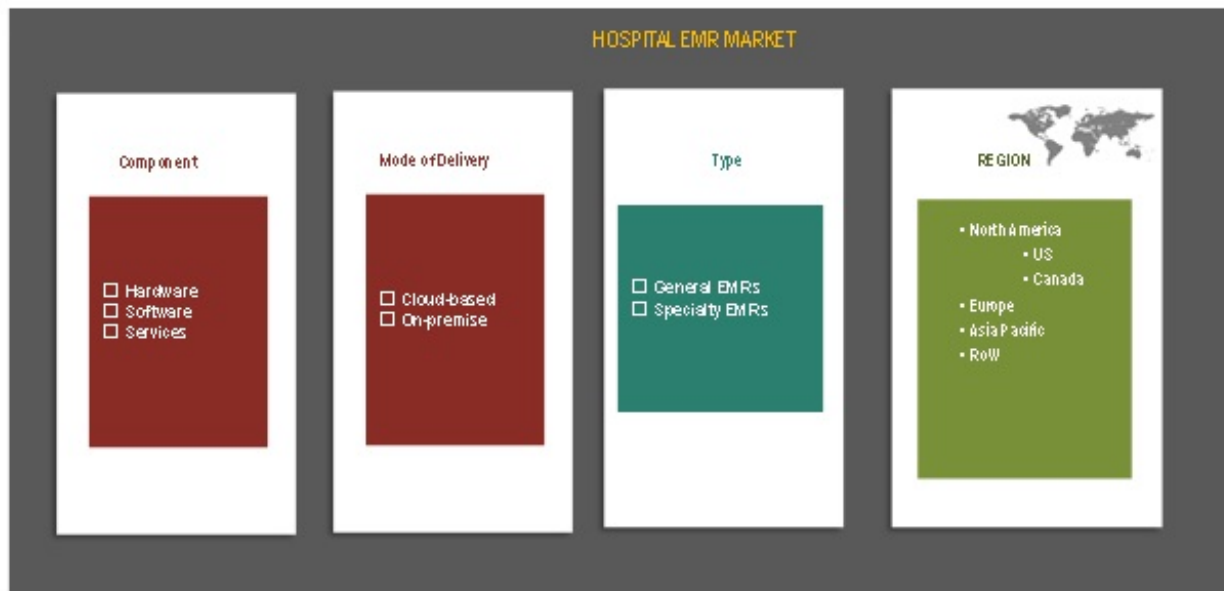 HOSPITAL EMR MARKET
Component
☐ Hardware
☐ Software
☐ Services
Mode of Delivery
☐ Cloud-based
☐ On-premise
Type
☐ General EMRs
☐ Specialty EMRs
REGION
• North America
• US
• Canada
• Europe
• Asia Pacific
• RoW